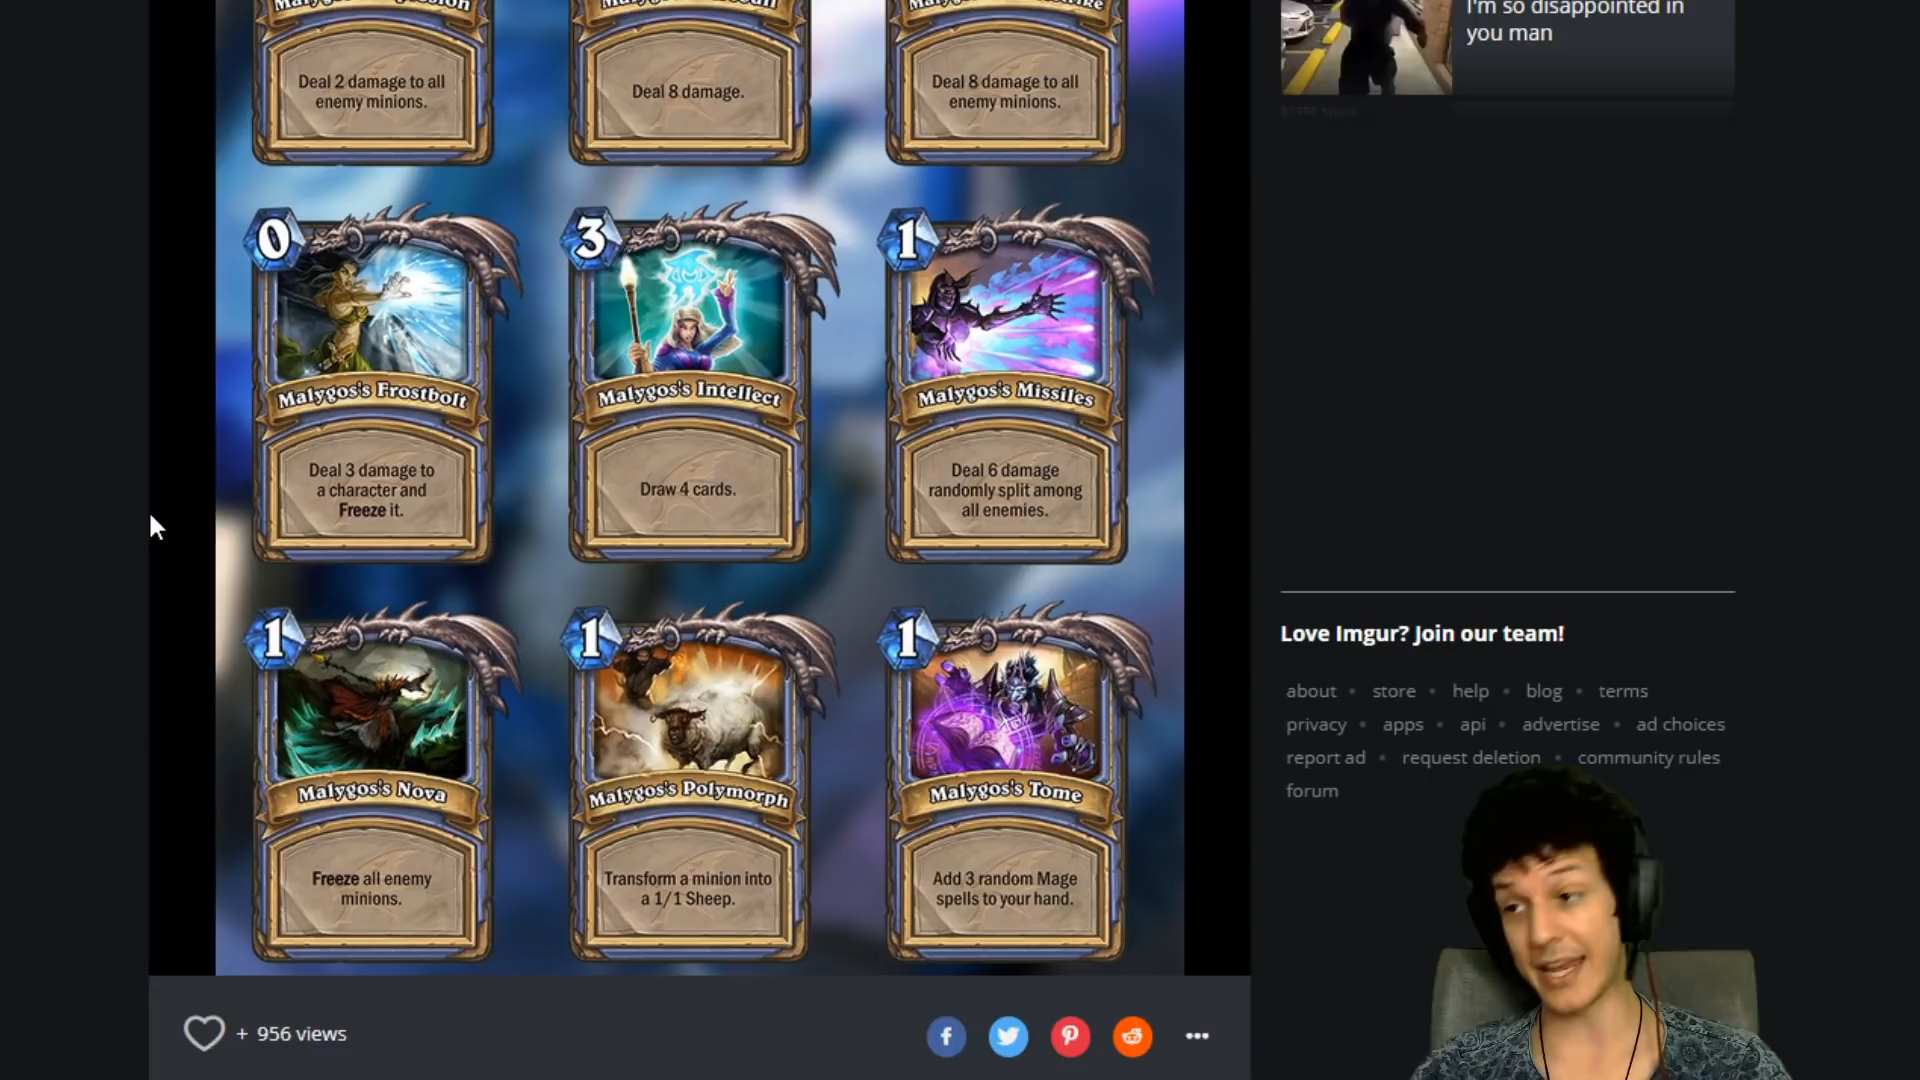 I'm so disappointed in
you man
Deal 2 damage to all
enemy minions.
Deal 8 damage.
Deal 8 damage to all
enemy minions.
0
3
1
Malygos's Frostbolt
Malygos's Intellect
Malygos's Missiles
Deal 3 damage to
a character and
Freeze it.
Draw 4 cards.
Deal 6 damage
randomly split among
all enemies.
1
1
1
Malygos's Nova
Malygos's Polymorph
Malygos's Tome
Freeze all enemy
minions.
Transform a minion into
a 1/1 Sheep.
Add 3 random Mage
spells to your hand.
+ 956 views
Love Imgur? Join our team!
about • store • help • blog • terms
privacy • apps • api • advertise • ad choices
report ad • request deletion • community rules
forum